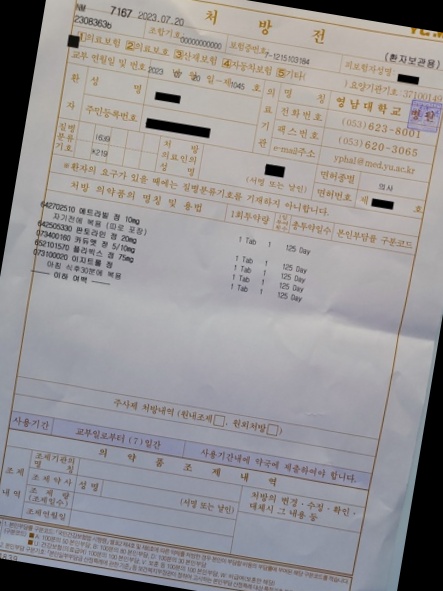 7167 2023.07.20
2308363b
처 방 전
(환자보관용)
①의료보험 ②의료보호 ③산재보험 ④자동차보험 ⑤기타(
조합기호 00000000000 보험증번호 7-1215103184 피보험자성명
) 요양기관기호
교부 연월일 및 번호 2023 년 월 20 일 - 제 1045 호
환 자 성 명
주민등록번호
의료기관 명 칭 영남대학교 병원
전화번호 (053)623-8001
팩스번호 (053)620-3065
e-mail주소 yphal@med.yu.ac.kr
질병분류기호 I639
K219
처 방 의료인의 성 명
(서명 또는 날인)
면허종별 의사
면허번호 제 호
※환자의 요구가 있을 때에는 질병분류기호를 기재하지 아니합니다.
처방 의약품의 명칭 및 용법 1회투약량 총투약일수 본인부담률 구분코드
642702510 에트라빌 정 10mg 1 Tab 1 125 Day
자기전에 복용 (따로 포장)
642505330 판토라인 정 20mg 1 Tab 1 125 Day
073400160 카듀엣 정 5/10mg 1 Tab 1 125 Day
652101570 플라빅스 정 75mg 1 Tab 1 125 Day
073100020 이지트롤 정 1 Tab 1 125 Day
아침 식후30분에 복용
---- 이하 여백 ----
주사제 처방내역 (원내조제□, 원외처방□)
사용기간 교부일로부터 (7)일간 사용기간내에 약국에 제출하여야 합니다.
의 약 품 조 제 내 역
조제내역 조제기관의 명 칭
조제약사 성 명 (서명 또는 날인)
조 제 량 (조제일수)
조제연월일
처방의 변경·수정·확인·
대체시 그 내용 등